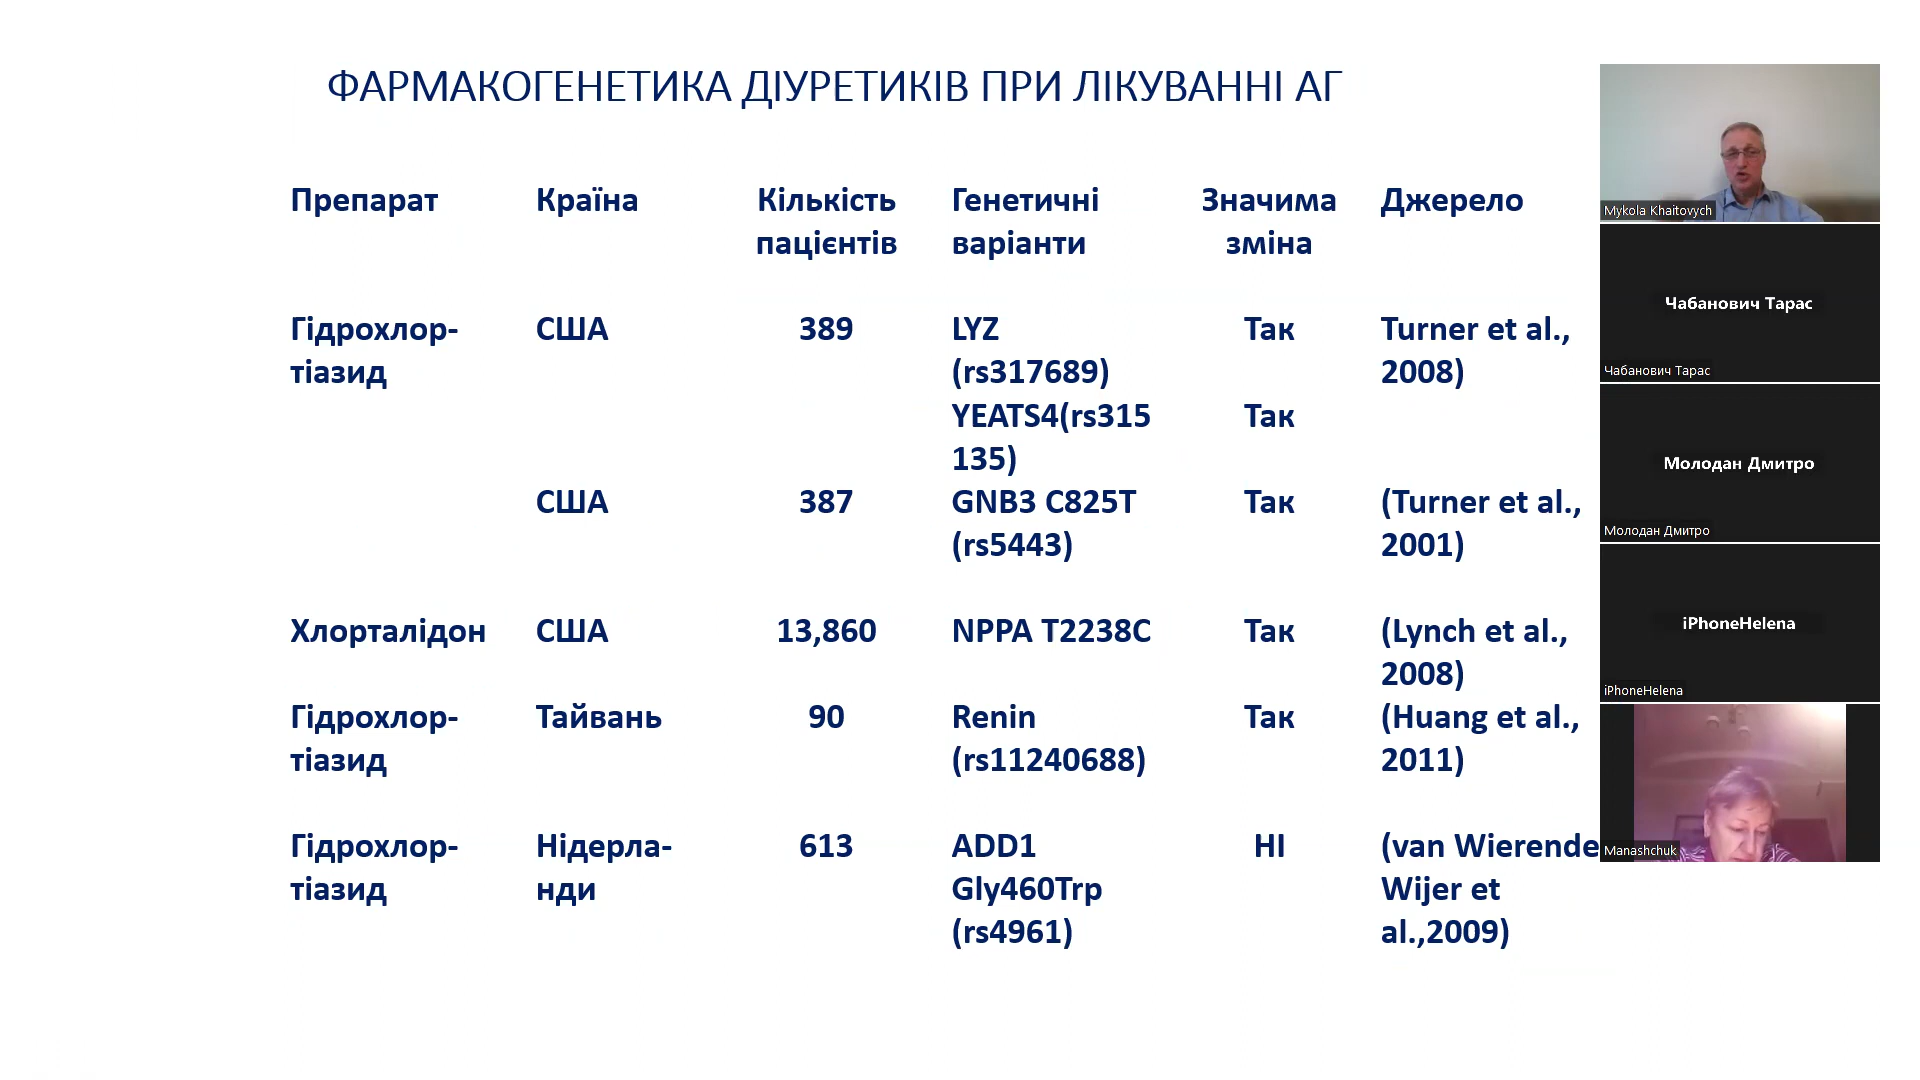 ФАРМАКОГЕНЕТИКА ДІУРЕТИКІВ ПРИ ЛІКУВАННІ АГ
Препарат Країна Кількість Генетичні Значима Джерело
пацієнтів варіанти зміна
Гідрохлор- США 389 LYZ Так Turner et al.,
тіазид (rs317689) 2008)
YEATS4(rs315 Так
135)
США 387 GNB3 C825T Так (Turner et al.,
(rs5443) 2001)
Хлорталідон США 13,860 NPPA T2238C Так (Lynch et al.,
2008)
Гідрохлор- Тайвань 90 Renin Так (Huang et al.,
тіазид (rs11240688) 2011)
Гідрохлор- Нідерла- 613 ADD1 НІ (van Wierende
тіазид нди Gly460Trp Wijer et
(rs4961) al.,2009)
Mykola Khaitovych
Чабанович Тарас
Чабанович Тарас
Молодан Дмитро
Молодан Дмитро
iPhoneHelena
iPhoneHelena
Manashchuk